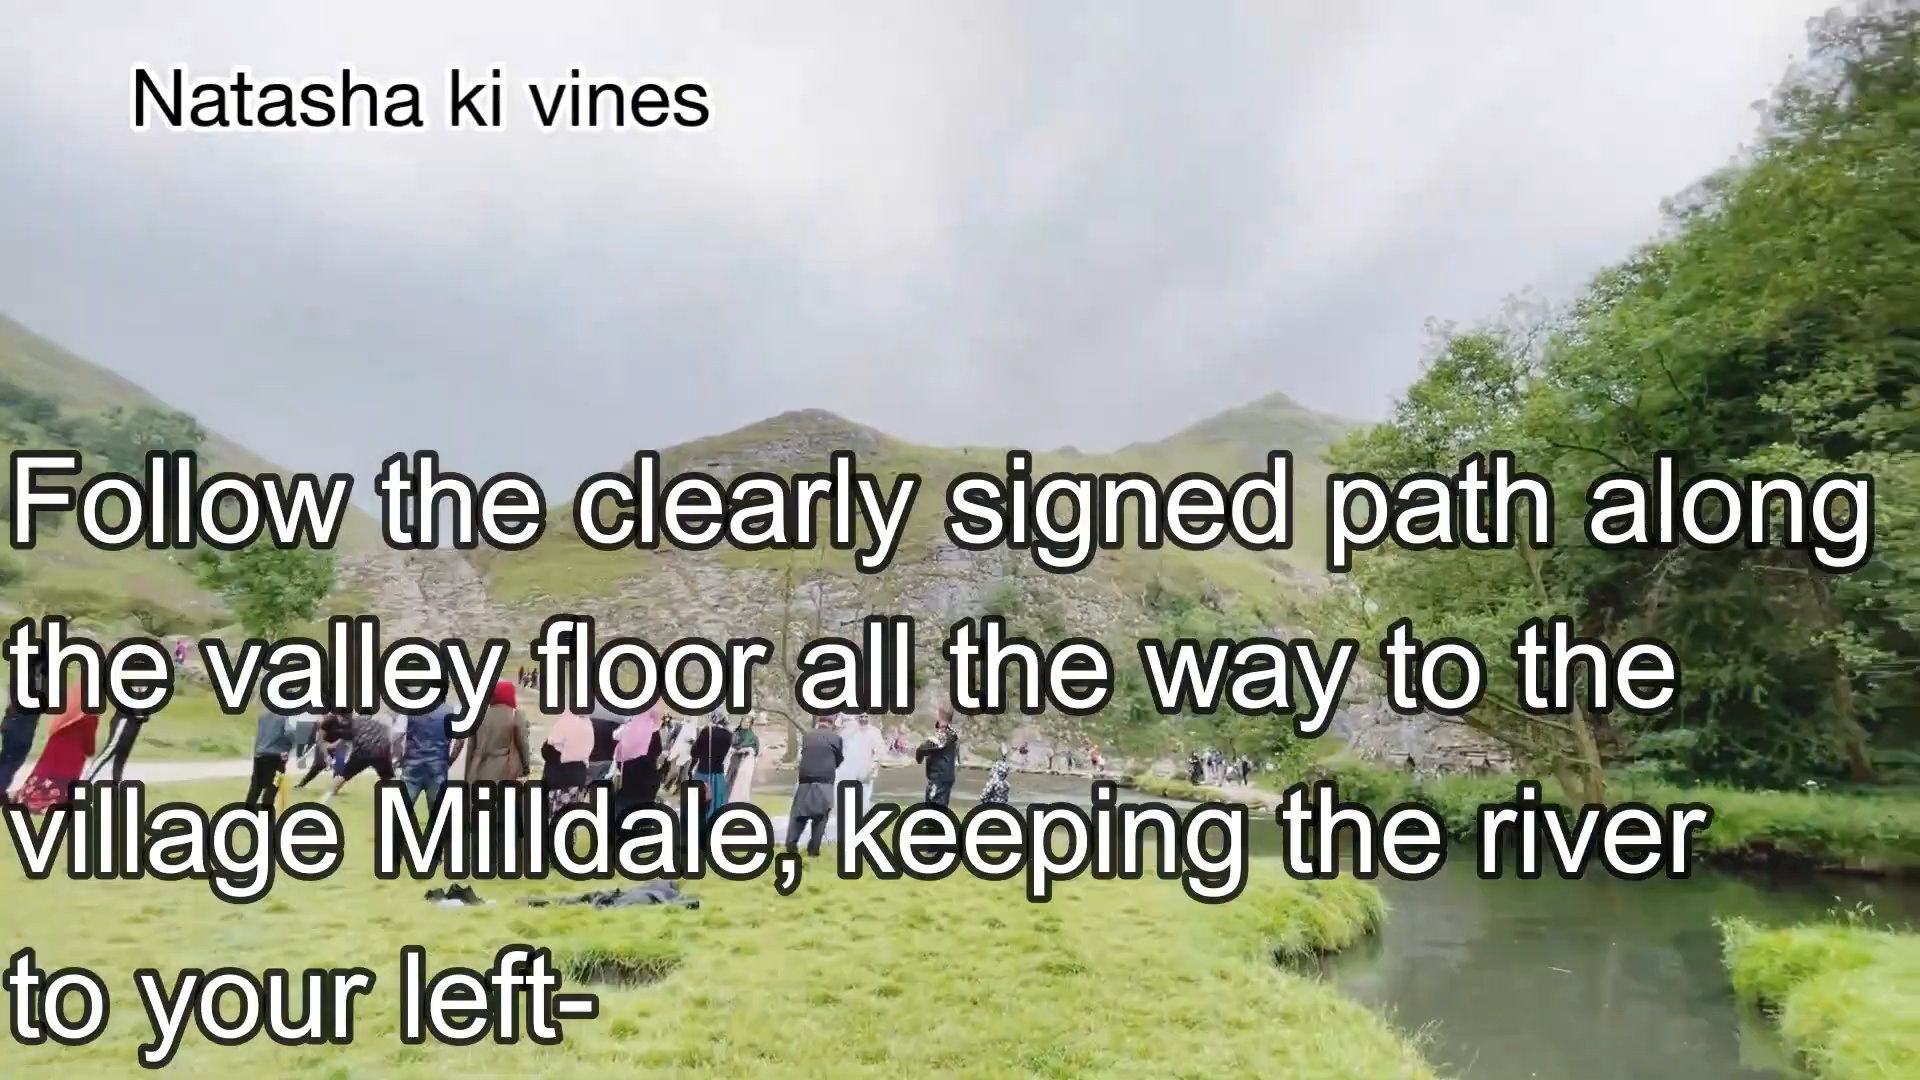 Natasha ki vines
Follow the clearly signed path along
the valley floor all the way to the
village Milldale, keeping the river
to your left-